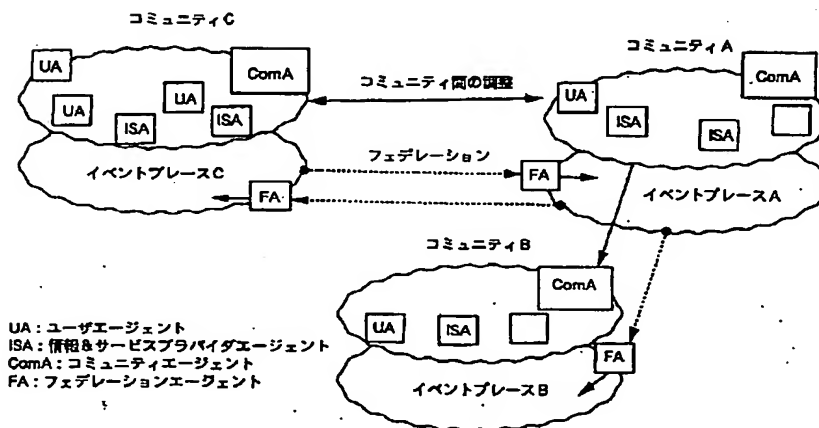 コミュニティC
UA
ComA
UA
UA
ISA
ISA
イベントプレースC
FA
コミュニティ間の調整
フェデレーション
コミュニティA
UA
ComA
ISA
ISA
FA
イベントプレースA
コミュニティB
ComA
UA
ISA
FA
イベントプレースB
UA：ユーザエージェント
ISA：情報&サービスプラバイダエージェント
ComA：コミュニティエージェント
FA：フェデレーションエージェント